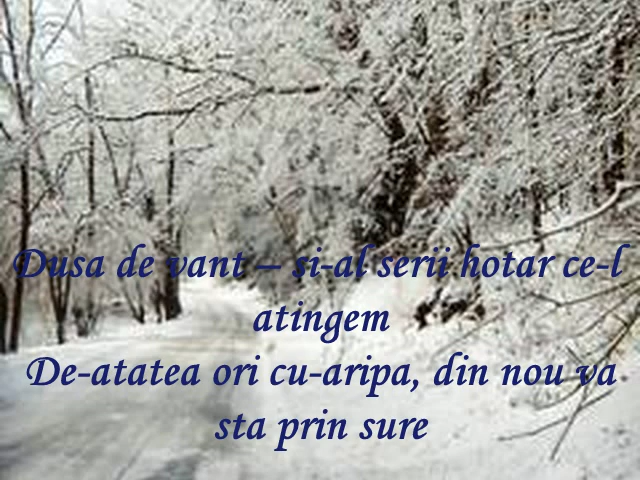 Dusa de vant – si-al serii hotar ce-l
atingem
De-atatea ori cu-aripa, din nou va
sta prin sure